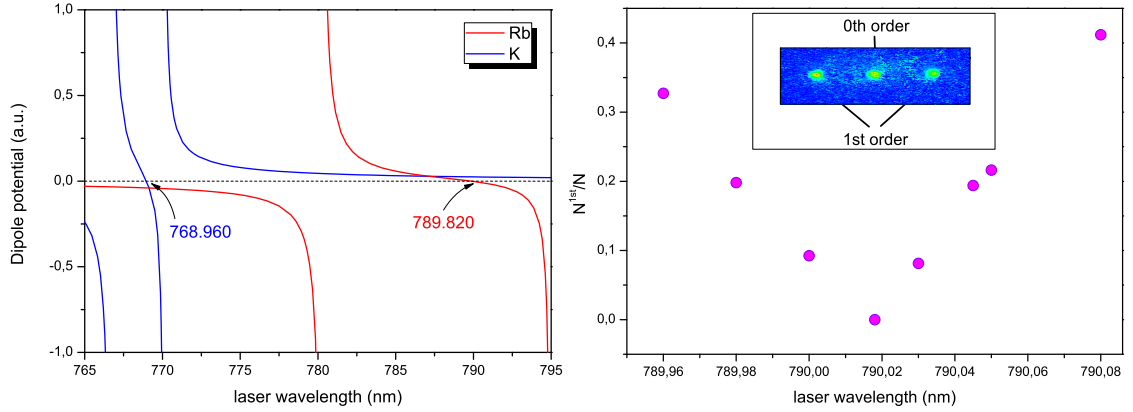 1,0
0,5
0,0
-0,5
-1,0
Dipole potential (a.u.)
Rb
K
768.960
789.820
765 770 775 780 785 790 795
laser wavelength (nm)
0,4
0,3
0,2
0,1
0,0
N1st/N
0th order
1st order
789,96 789,98 790,00 790,02 790,04 790,06 790,08
laser wavelength (nm)